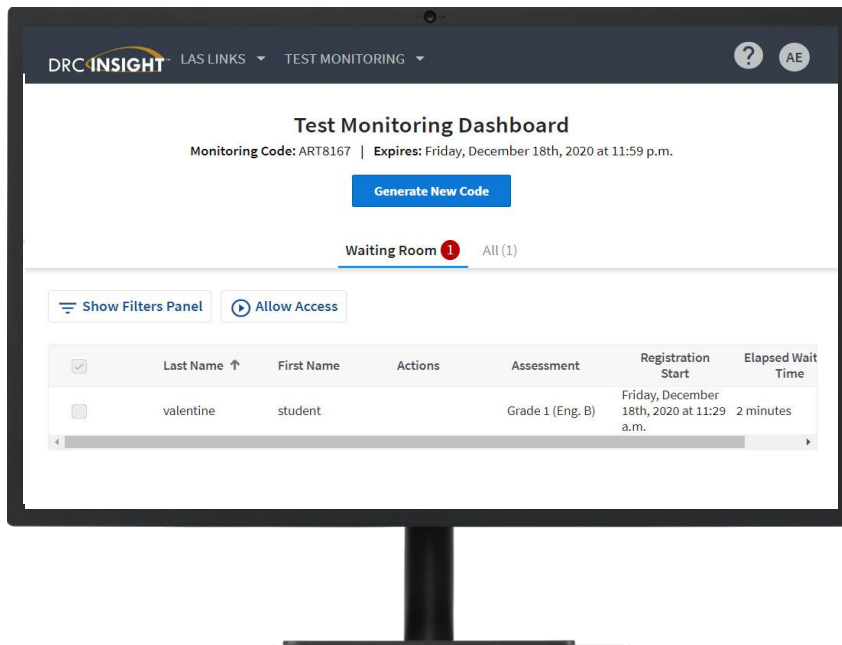 DRC INSIGHT LAS LINKS TEST MONITORING ? AE
Test Monitoring Dashboard
Monitoring Code: ART8167 | Expires: Friday, December 18th, 2020 at 11:59 p.m.
Generate New Code
Waiting Room 1 All (1)
Show Filters Panel Allow Access
Last Name ↑ First Name Actions Assessment Registration Start Elapsed Wait Time
valentine student Grade 1 (Eng. B) Friday, December 18th, 2020 at 11:29 a.m. 2 minutes